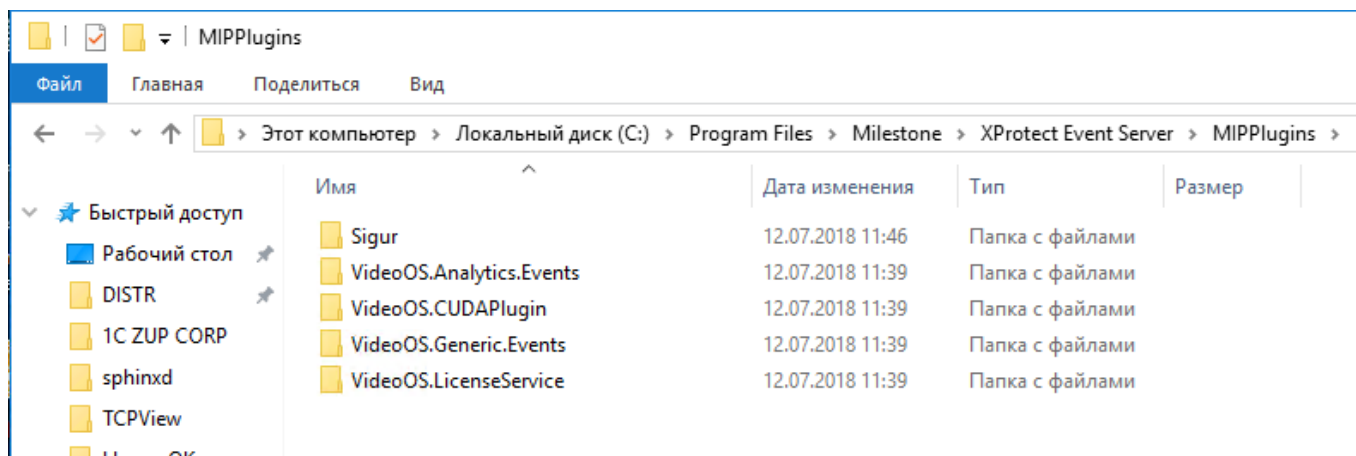 MIPPlugins
Файл Главная Поделиться Вид
Этот компьютер > Локальный диск (C:) > Program Files > Milestone > XProtect Event Server > MIPPlugins >
Имя Дата изменения Тип Размер
Быстрый доступ
Sigur 12.07.2018 11:46 Папка с файлами
Рабочий стол
VideoOS.Analytics.Events 12.07.2018 11:39 Папка с файлами
DISTR
VideoOS.CUDAPlugin 12.07.2018 11:39 Папка с файлами
1C ZUP CORP
VideoOS.Generic.Events 12.07.2018 11:39 Папка с файлами
sphinxd
VideoOS.LicenseService 12.07.2018 11:39 Папка с файлами
TCPView